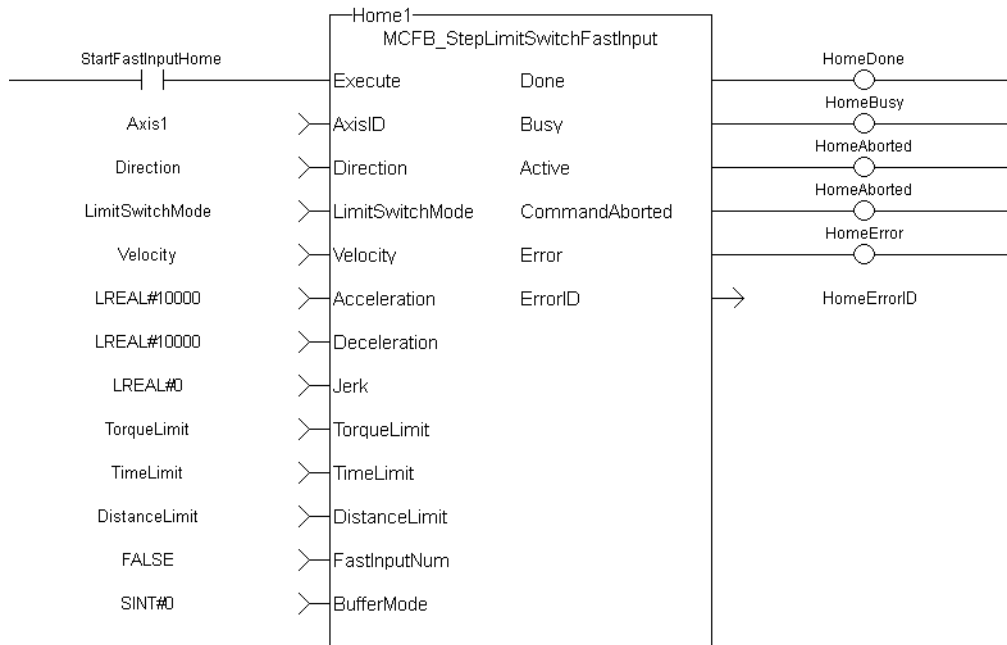 Home1
MCFB_StepLimitSwitchFastInput
StartFastInputHome Execute Done HomeDone
Axis1 AxisID Busy HomeBusy
Direction Direction Active HomeAborted
LimitSwitchMode LimitSwitchMode CommandAborted HomeAborted
Velocity Velocity Error HomeError
LREAL#10000 Acceleration ErrorID HomeErrorID
LREAL#10000 Deceleration
LREAL#0 Jerk
TorqueLimit TorqueLimit
TimeLimit TimeLimit
DistanceLimit DistanceLimit
FALSE FastInputNum
SINT#0 BufferMode